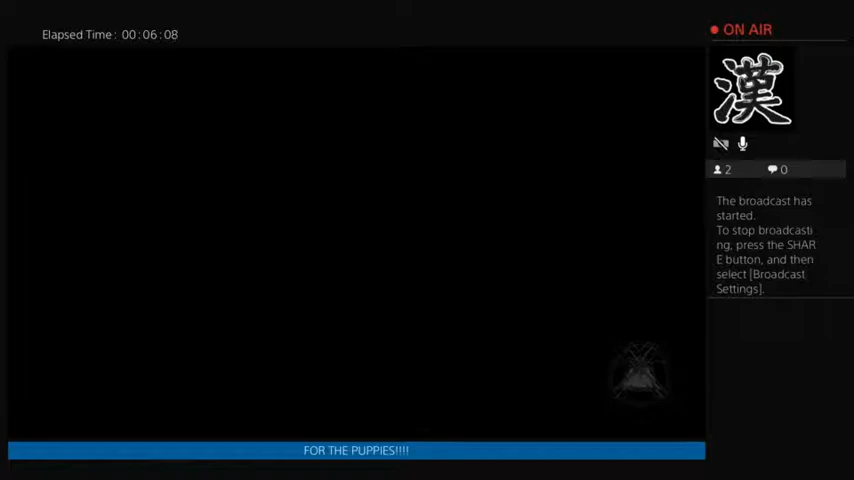 Elapsed Time: 00:06:08
ON AIR
漢
2 0
The broadcast has
started.
To stop broadcasti
ng, press the SHAR
E button, and then
select [Broadcast
Settings].
FOR THE PUPPIES!!!!